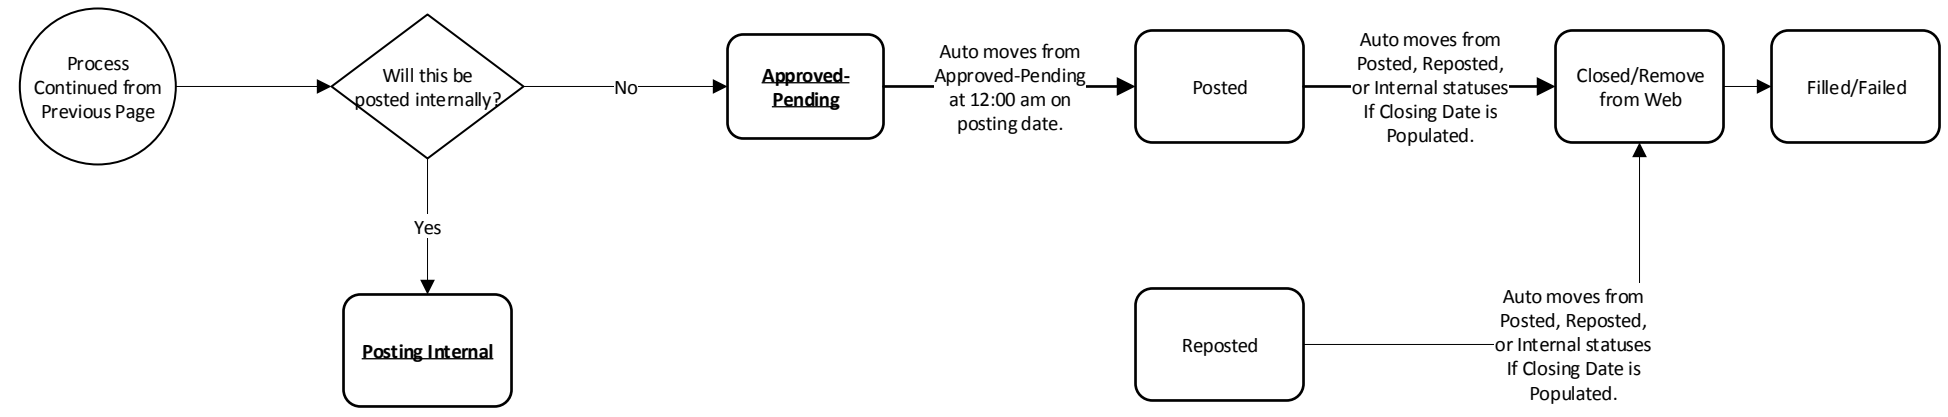 Process
Continued from
Previous Page
Will this be
posted internally?
No
Approved-
Pending
Auto moves from
Approved-Pending
at 12:00 am on
posting date.
Posted
Auto moves from
Posted, Reposted,
or Internal statuses
If Closing Date is
Populated.
Closed/Remove
from Web
Filled/Failed
Yes
Posting Internal
Reposted
Auto moves from
Posted, Reposted,
or Internal statuses
If Closing Date is
Populated.